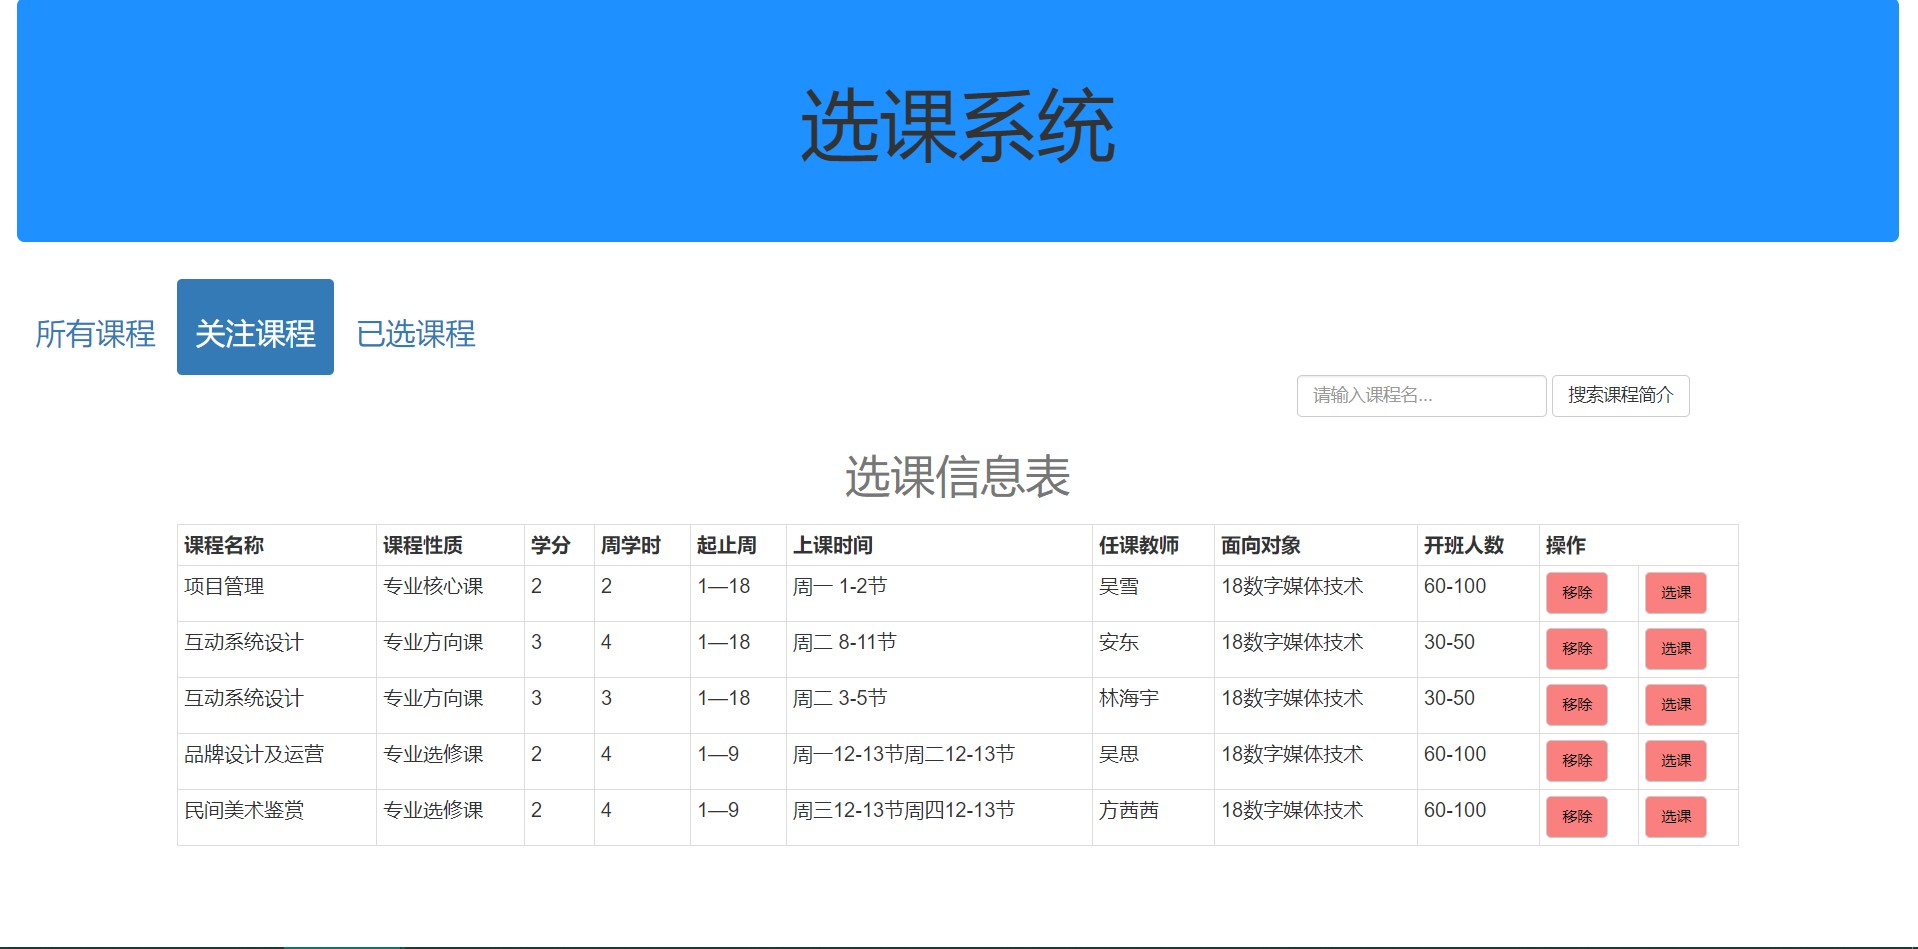 选课系统
所有课程 关注课程 已选课程
请输入课程名... 搜索课程简介
选课信息表
课程名称 课程性质 学分 周学时 起止周 上课时间 任课教师 面向对象 开班人数 操作
项目管理 专业核心课 2 2 1—18 周一 1-2节 吴雪 18数字媒体技术 60-100 移除 选课
互动系统设计 专业方向课 3 4 1—18 周二 8-11节 安东 18数字媒体技术 30-50 移除 选课
互动系统设计 专业方向课 3 3 1—18 周二 3-5节 林海宇 18数字媒体技术 30-50 移除 选课
品牌设计及运营 专业选修课 2 4 1—9 周一12-13节周二12-13节 吴思 18数字媒体技术 60-100 移除 选课
民间美术鉴赏 专业选修课 2 4 1—9 周三12-13节周四12-13节 方茜茜 18数字媒体技术 60-100 移除 选课